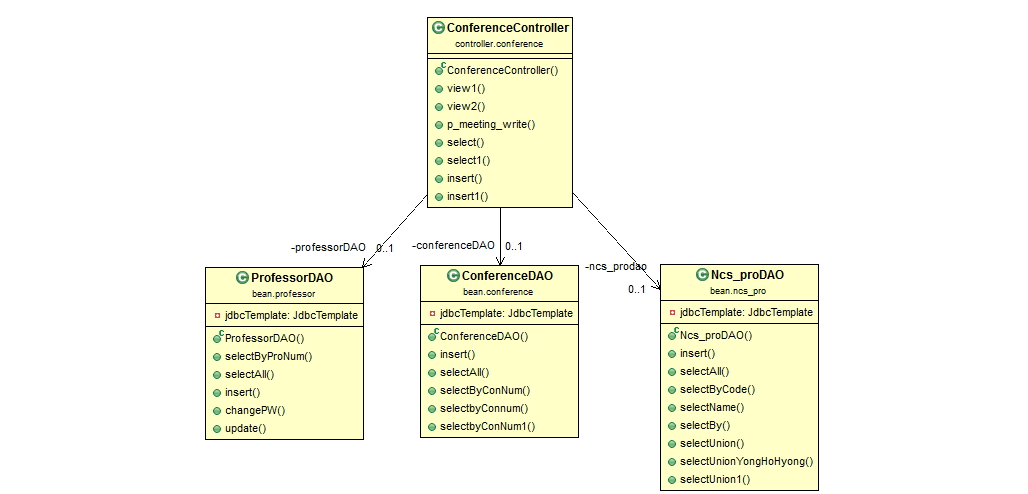 ConferenceController
controller.conference
ConferenceController()
view1()
view2()
p_meeting_write()
select()
select1()
insert()
insert1()
-professorDAO 0..1
-conferenceDAO 0..1
-ncs_prodao
0..1
ProfessorDAO
bean.professor
jdbcTemplate: JdbcTemplate
ProfessorDAO()
selectByProNum()
selectAll()
insert()
changePW()
update()
ConferenceDAO
bean.conference
jdbcTemplate: JdbcTemplate
ConferenceDAO()
insert()
selectAll()
selectByConNum()
selectbyConnum()
selectbyConNum1()
Ncs_proDAO
bean.ncs_pro
jdbcTemplate: JdbcTemplate
Ncs_proDAO()
insert()
selectAll()
selectByCode()
selectName()
selectBy()
selectUnion()
selectUnionYongHoHyong()
selectUnion1()